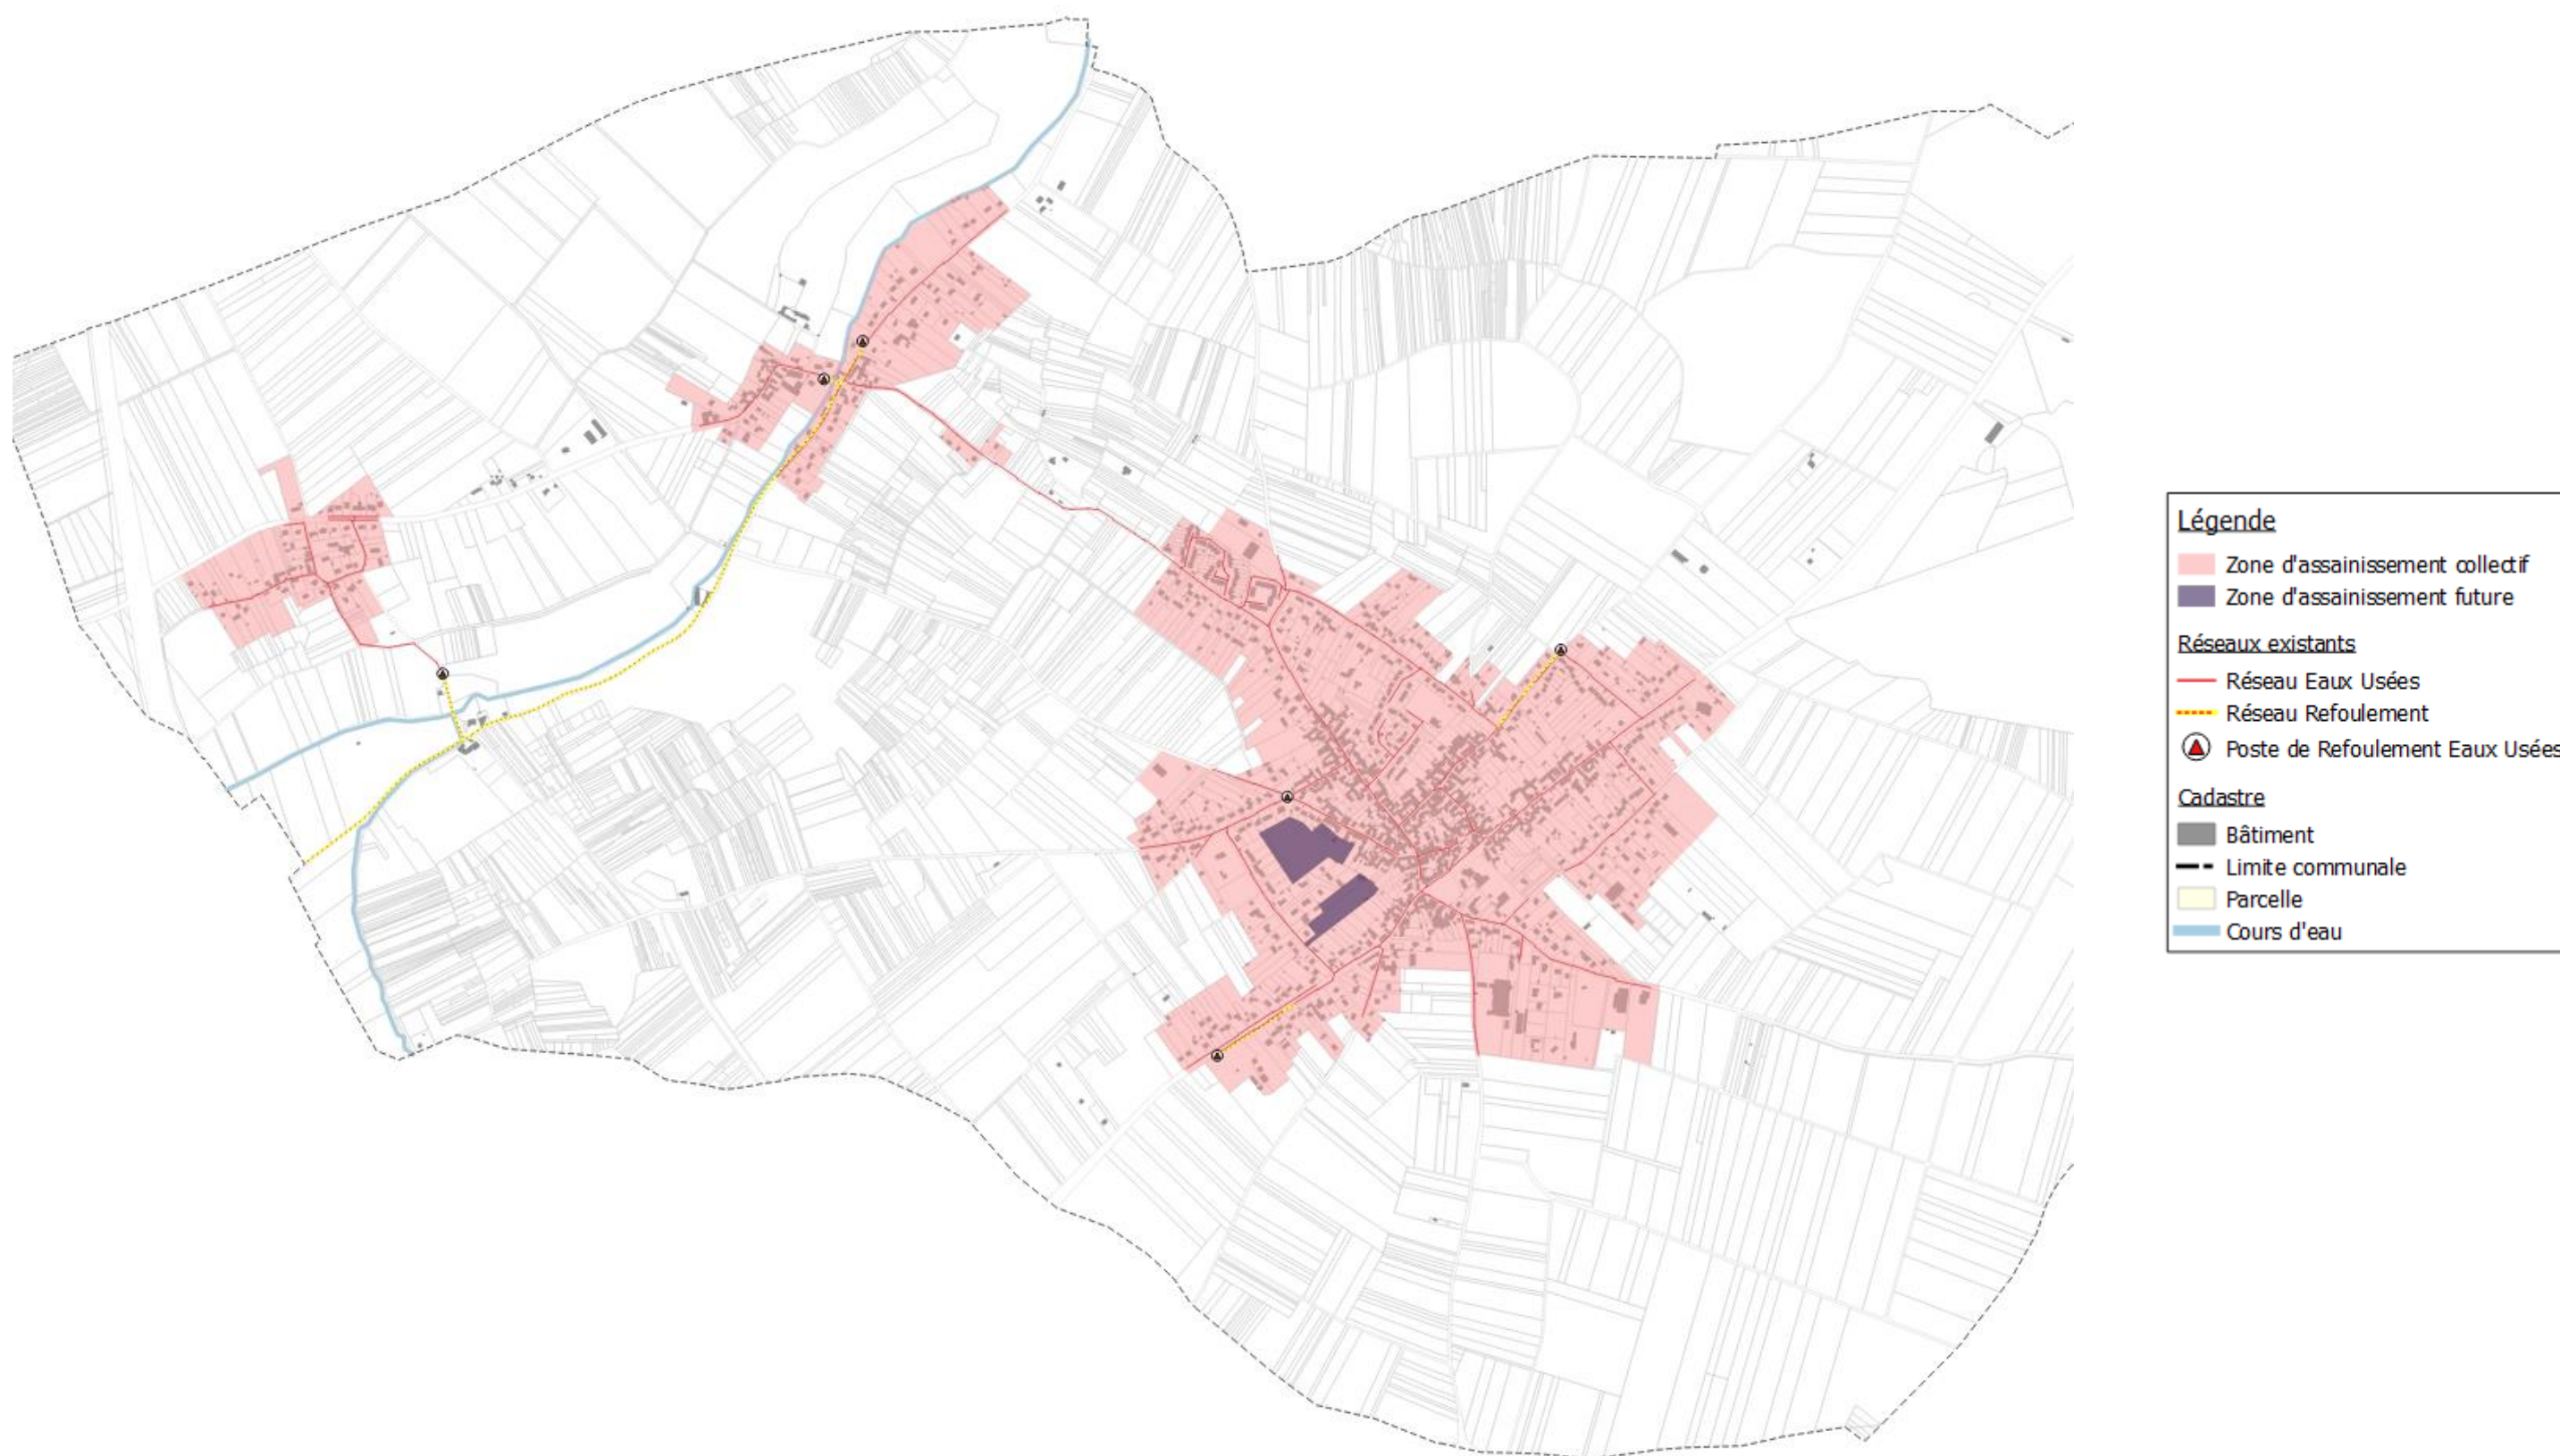 Légende
Zone d'assainissement collectif
Zone d'assainissement future
Réseaux existants
Réseau Eaux Usées
Réseau Refoulement
Poste de Refoulement Eaux Usées
Cadastre
Bâtiment
Limite communale
Parcelle
Cours d'eau